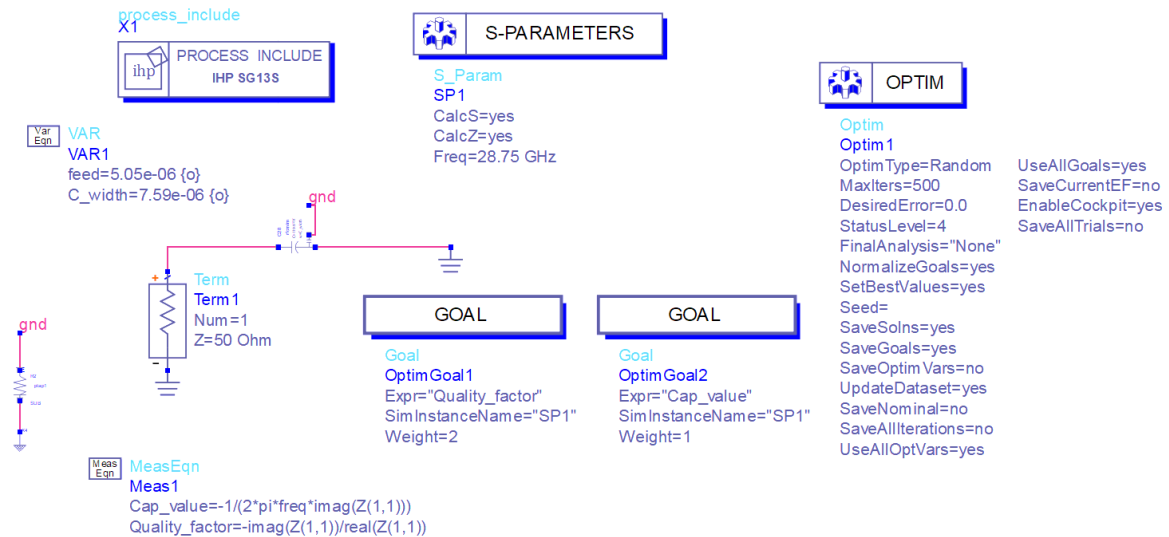 process_include
X1
ihp
PROCESS INCLUDE
IHP SG13S
S-PARAMETERS
S_Param
SP1
CalcS=yes
CalcZ=yes
Freq=28.75 GHz
OPTIM
Optim
Optim1
OptimType=Random
MaxIters=500
DesiredError=0.0
StatusLevel=4
FinalAnalysis="None"
NormalizeGoals=yes
SetBestValues=yes
Seed=
SaveSolns=yes
SaveGoals=yes
SaveOptimVars=no
UpdateDataset=yes
SaveNominal=no
SaveAllIterations=no
UseAllOptVars=yes
UseAllGoals=yes
SaveCurrentEF=no
EnableCockpit=yes
SaveAllTrials=no
Var
Eqn
VAR
VAR1
feed=5.05e-06 {o}
C_width=7.59e-06 {o}
gnd
+
Term
Term1
Num=1
Z=50 Ohm
-
gnd
GOAL
Goal
OptimGoal1
Expr="Quality_factor"
SimInstanceName="SP1"
Weight=2
GOAL
Goal
OptimGoal2
Expr="Cap_value"
SimInstanceName="SP1"
Weight=1
Meas
Eqn
MeasEqn
Meas1
Cap_value=-1/(2*pi*freq*imag(Z(1,1)))
Quality_factor=-imag(Z(1,1))/real(Z(1,1))